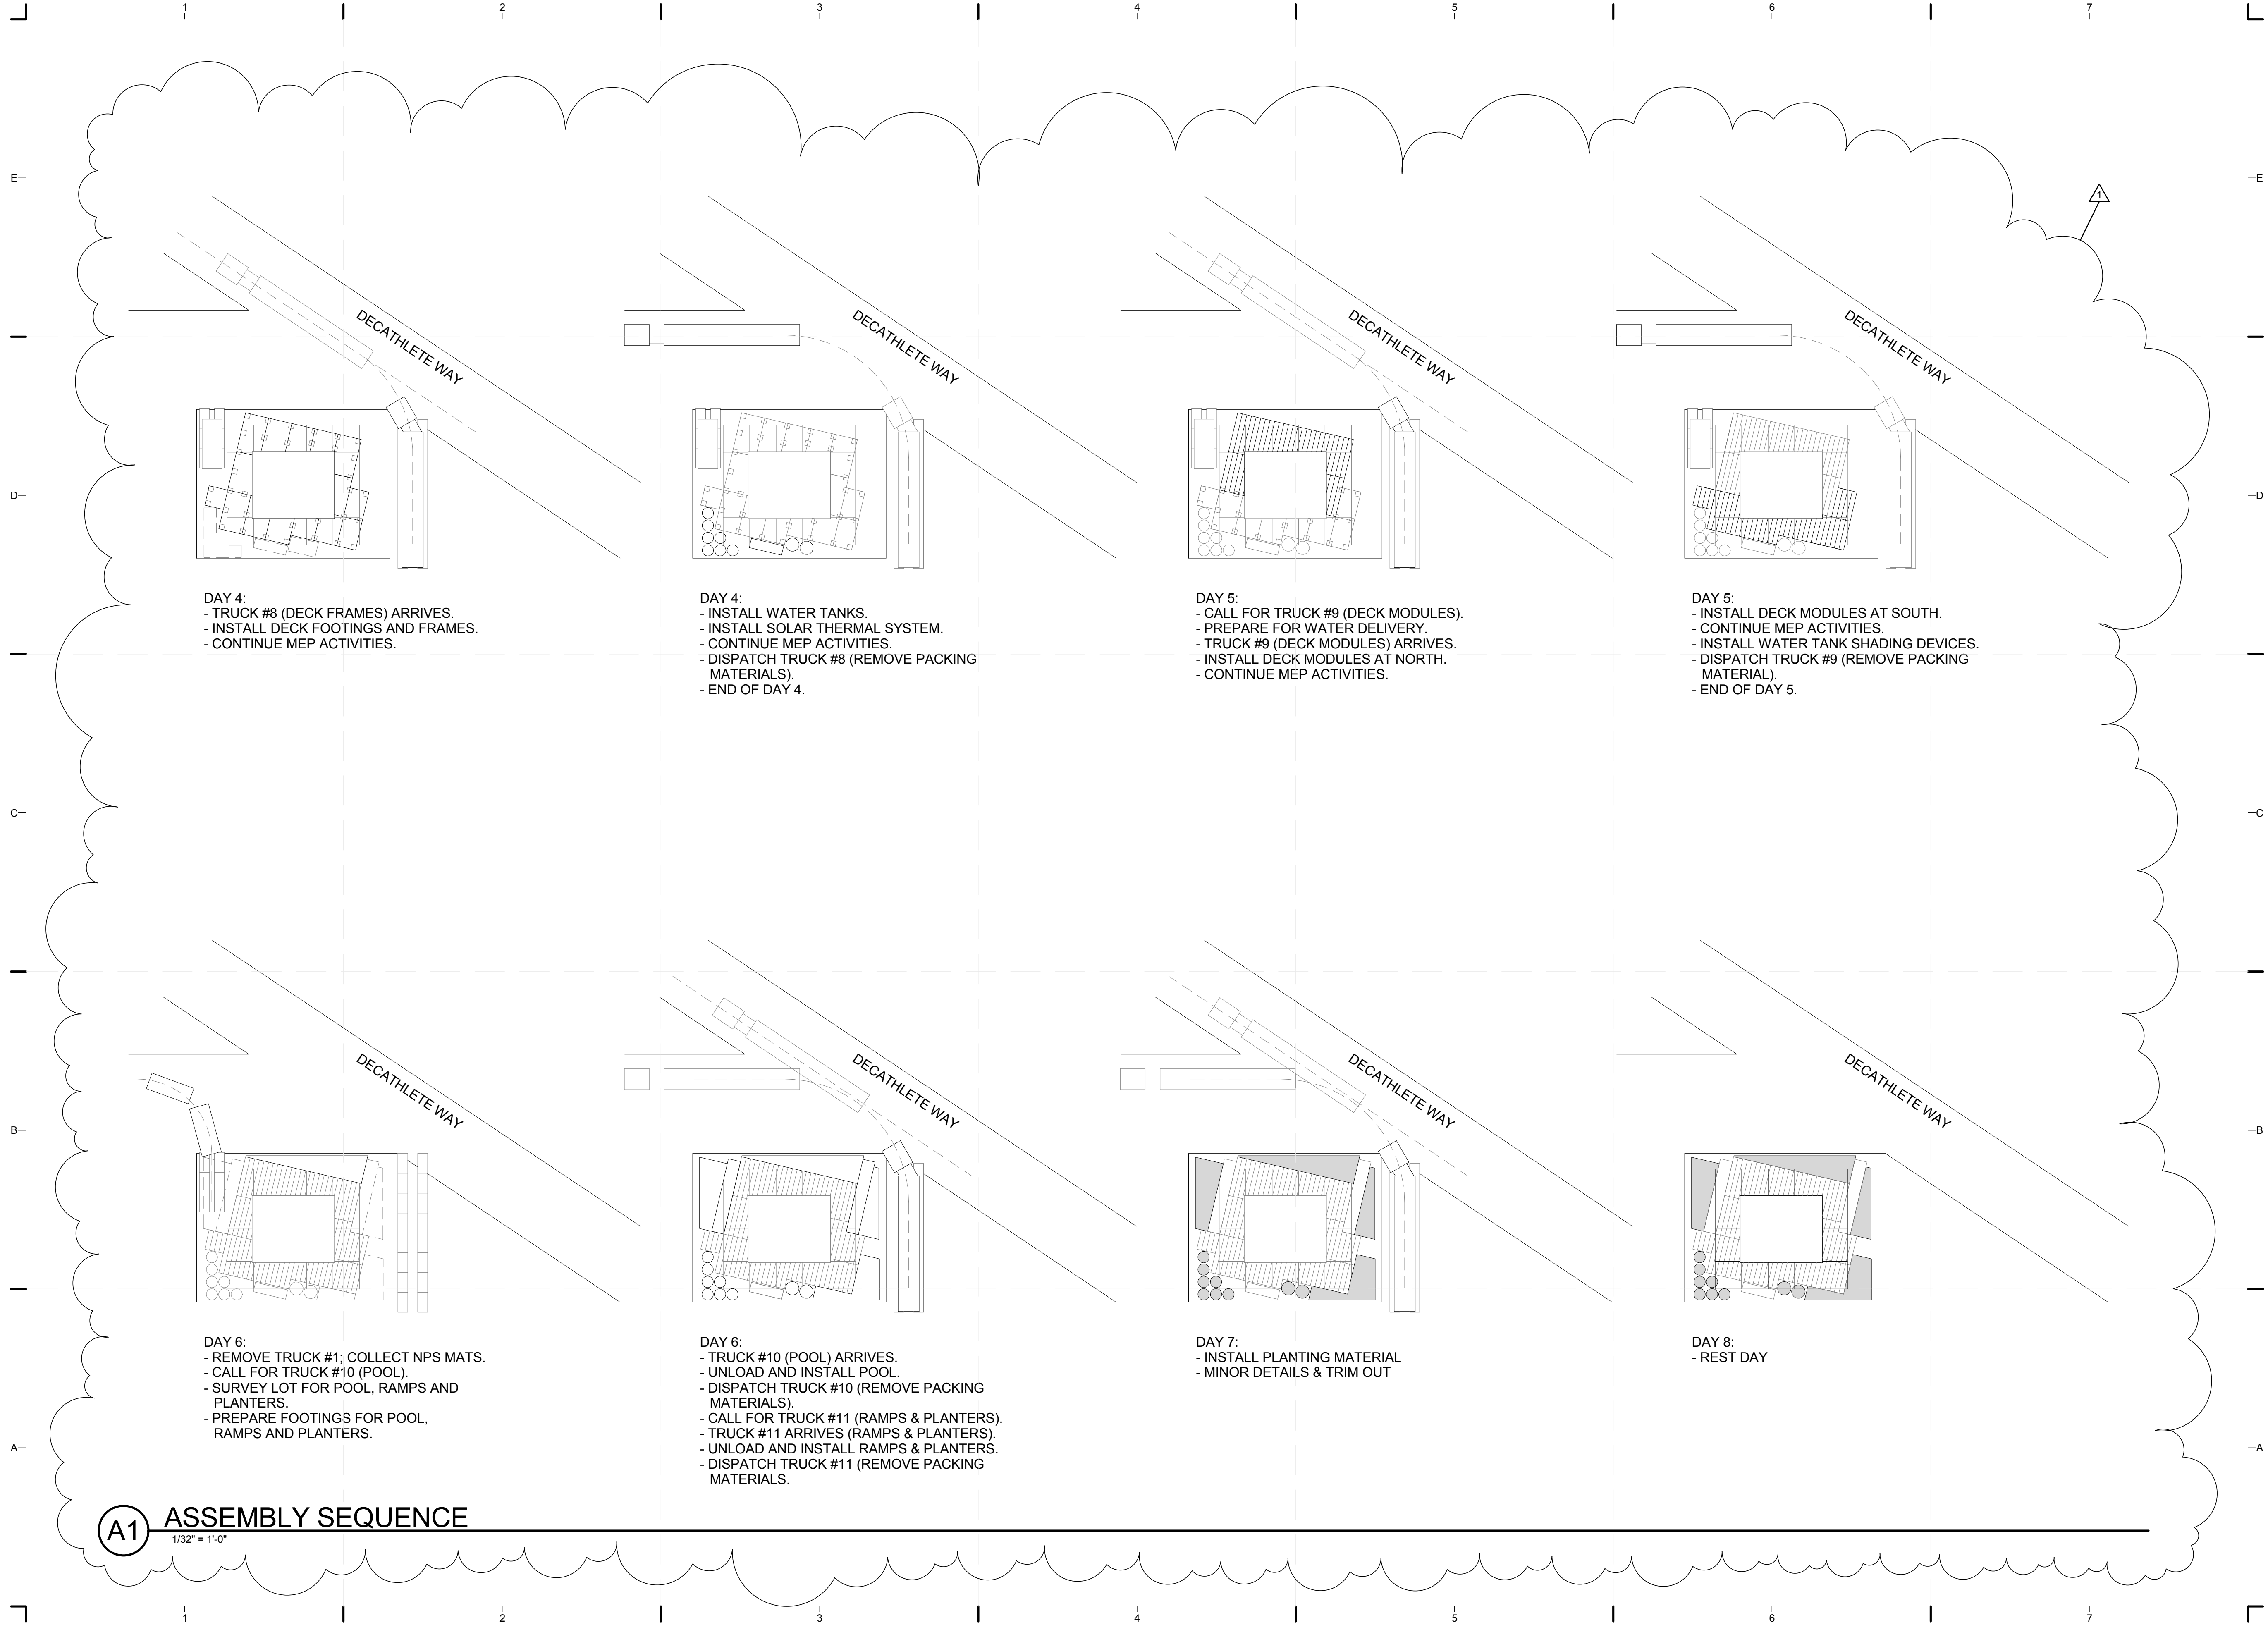 1 2 3 4 5 6 7
E E
1
DECATHLETE WAY DECATHLETE WAY DECATHLETE WAY DECATHLETE WAY
D D
DAY 4:
- TRUCK #8 (DECK FRAMES) ARRIVES.
- INSTALL DECK FOOTINGS AND FRAMES.
- CONTINUE MEP ACTIVITIES.
DAY 4:
- INSTALL WATER TANKS.
- INSTALL SOLAR THERMAL SYSTEM.
- CONTINUE MEP ACTIVITIES.
- DISPATCH TRUCK #8 (REMOVE PACKING
MATERIALS).
- END OF DAY 4.
DAY 5:
- CALL FOR TRUCK #9 (DECK MODULES).
- PREPARE FOR WATER DELIVERY.
- TRUCK #9 (DECK MODULES) ARRIVES.
- INSTALL DECK MODULES AT NORTH.
- CONTINUE MEP ACTIVITIES.
DAY 5:
- INSTALL DECK MODULES AT SOUTH.
- CONTINUE MEP ACTIVITIES.
- INSTALL WATER TANK SHADING DEVICES.
- DISPATCH TRUCK #9 (REMOVE PACKING
MATERIAL).
- END OF DAY 5.
C C
DECATHLETE WAY DECATHLETE WAY DECATHLETE WAY DECATHLETE WAY
B B
DAY 6:
- REMOVE TRUCK #1; COLLECT NPS MATS.
- CALL FOR TRUCK #10 (POOL).
- SURVEY LOT FOR POOL, RAMPS AND
PLANTERS.
- PREPARE FOOTINGS FOR POOL,
RAMPS AND PLANTERS.
DAY 6:
- TRUCK #10 (POOL) ARRIVES.
- UNLOAD AND INSTALL POOL.
- DISPATCH TRUCK #10 (REMOVE PACKING
MATERIALS).
- CALL FOR TRUCK #11 (RAMPS & PLANTERS).
- TRUCK #11 ARRIVES (RAMPS & PLANTERS).
- UNLOAD AND INSTALL RAMPS & PLANTERS.
- DISPATCH TRUCK #11 (REMOVE PACKING
MATERIALS.
DAY 7:
- INSTALL PLANTING MATERIAL
- MINOR DETAILS & TRIM OUT
DAY 8:
- REST DAY
A A
A1 ASSEMBLY SEQUENCE
1/32" = 1'-0"
1 2 3 4 5 6 7